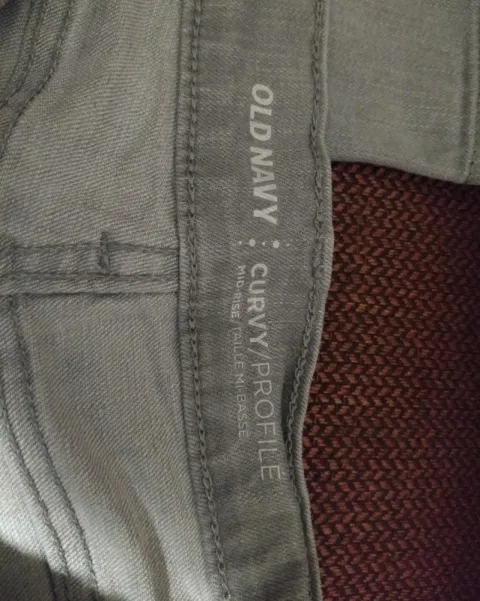 OLD NAVY
CURVY/PROFILE
MID-RISE / TAILLE MI-BASSE